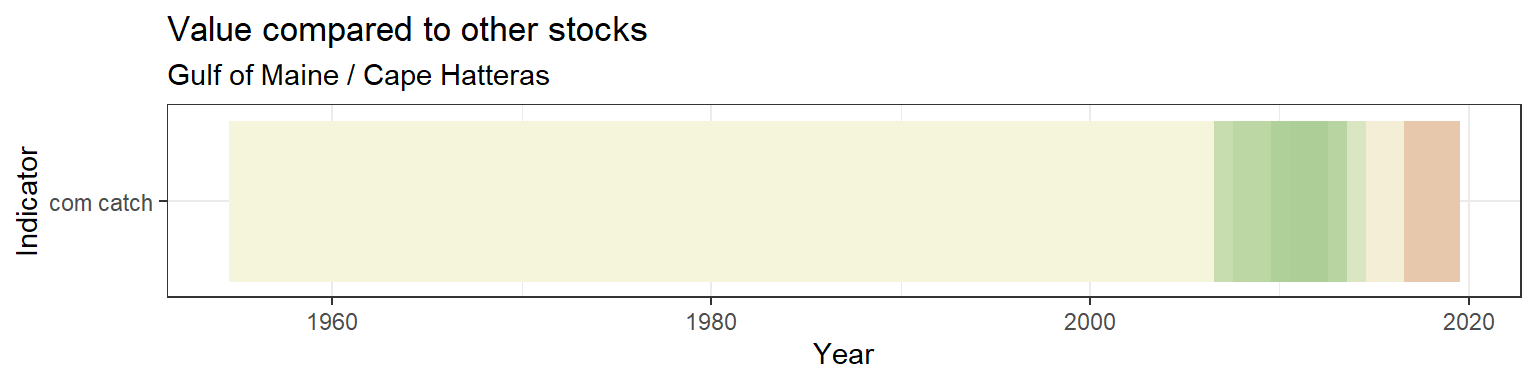 Value compared to other stocks
Gulf of Maine / Cape Hatteras
Indicator
com catch
1960 1980 2000 2020
Year